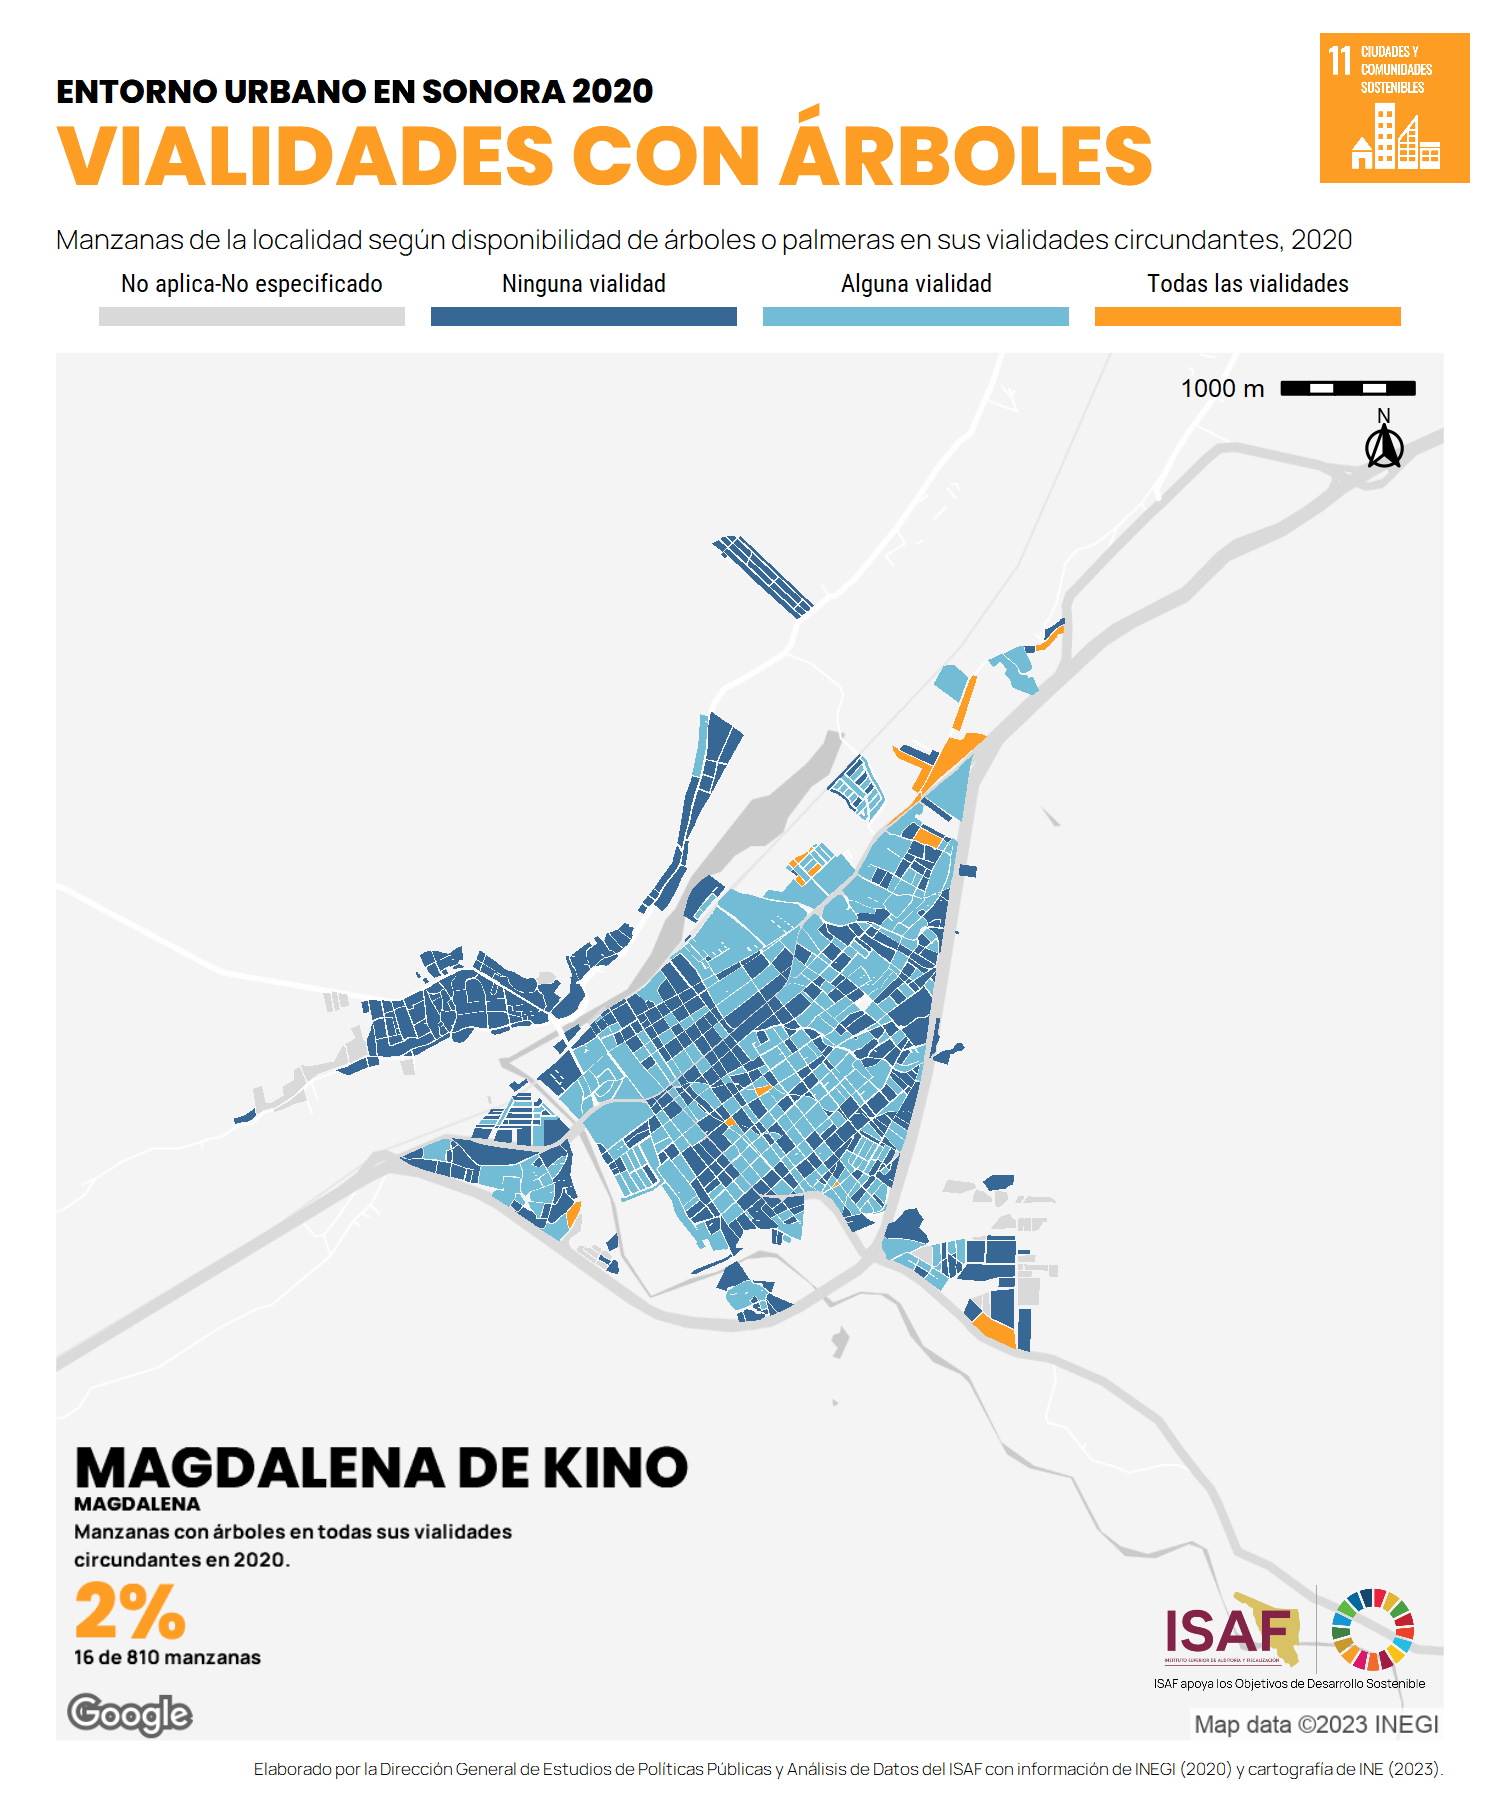 11 CIUDADES Y
COMUNIDADES
SOSTENIBLES
ENTORNO URBANO EN SONORA 2020
VIALIDADES CON ÁRBOLES
Manzanas de la localidad según disponibilidad de árboles o palmeras en sus vialidades circundantes, 2020
No aplica-No especificado
Ninguna vialidad
Alguna vialidad
Todas las vialidades
1000 m
N
MAGDALENA DE KINO
MAGDALENA
Manzanas con árboles en todas sus vialidades
circundantes en 2020.
2%
16 de 810 manzanas
Google
ISAF
INSTITUTO SUPERIOR DE AUDITORÍA Y FISCALIZACIÓN
ISAF apoya los Objetivos de Desarrollo Sostenible
Map data ©2023 INEGI
Elaborado por la Dirección General de Estudios de Políticas Públicas y Análisis de Datos del ISAF con información de INEGI (2020) y cartografía de INE (2023).